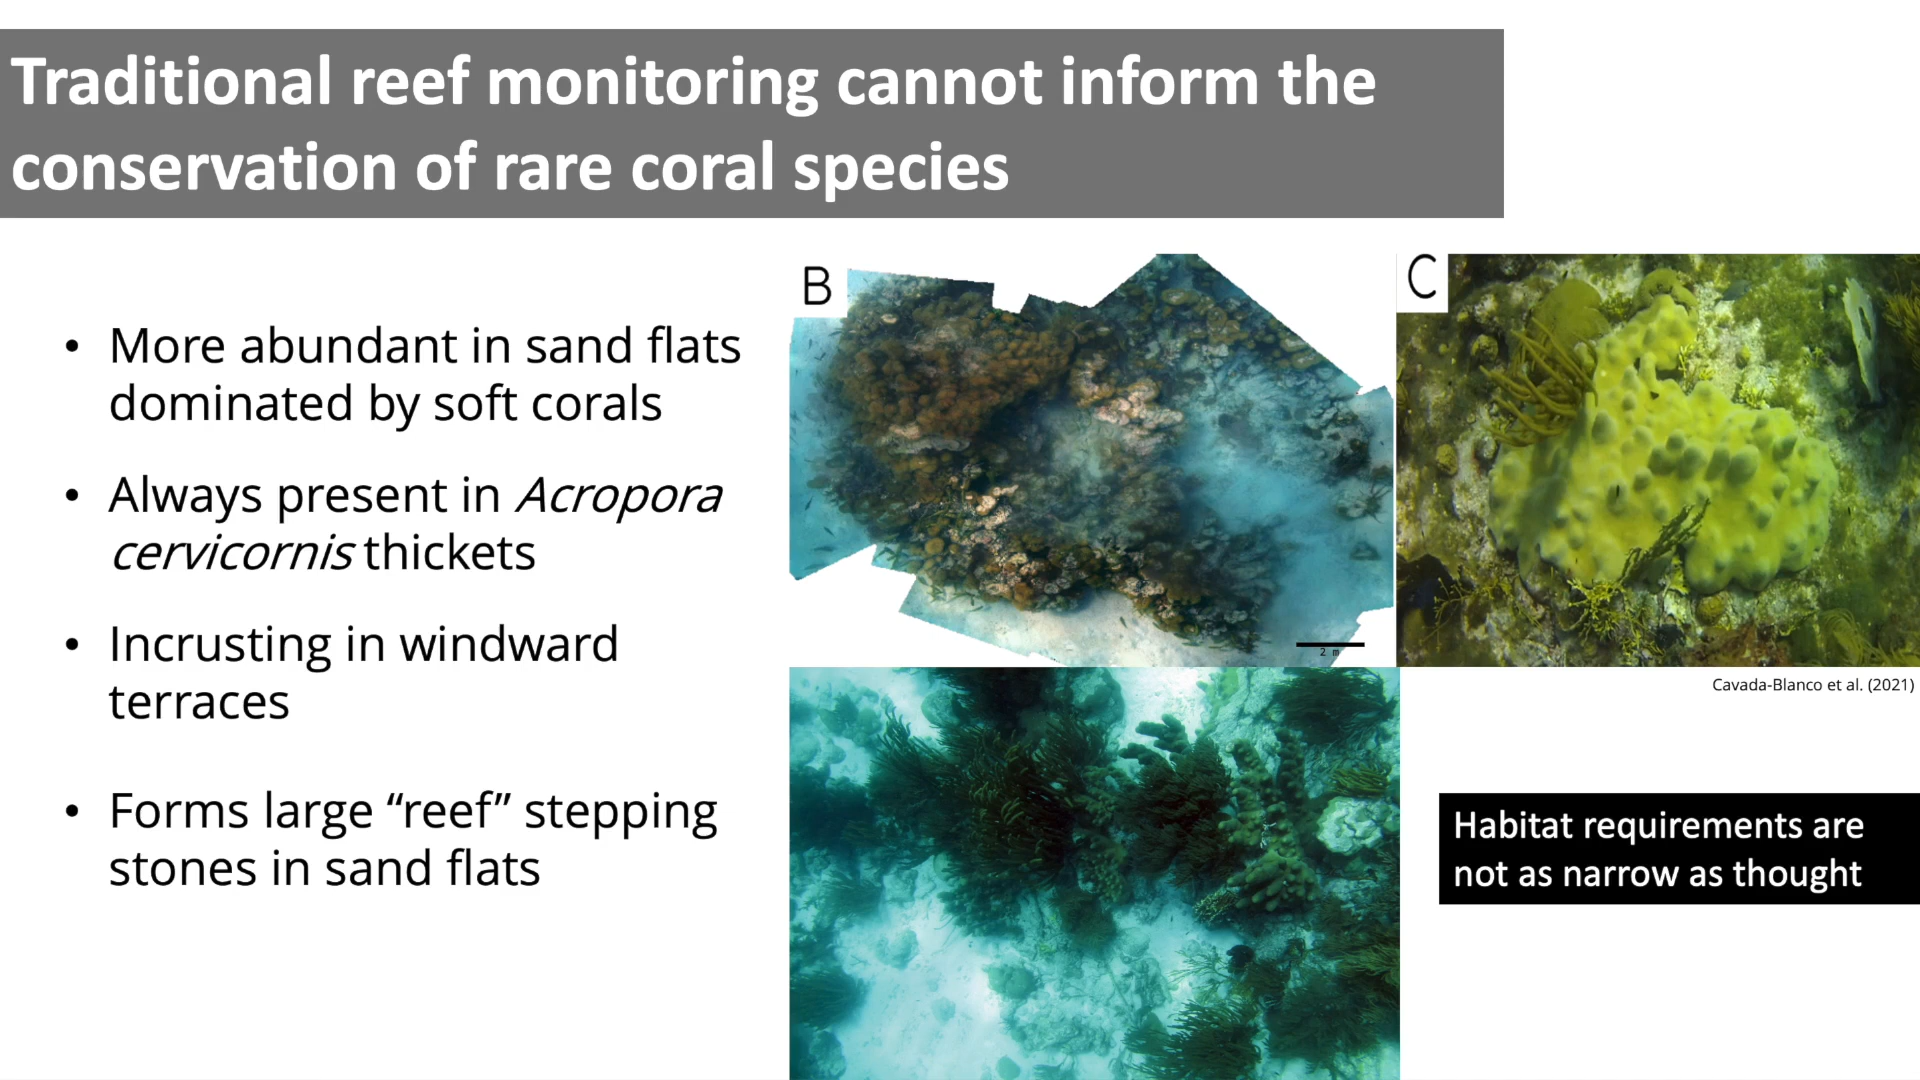 Traditional reef monitoring cannot inform the
conservation of rare coral species
• More abundant in sand flats
dominated by soft corals
• Always present in Acropora
cervicornis thickets
• Incrusting in windward
terraces
• Forms large “reef” stepping
stones in sand flats
B
2 m
C
Cavada-Blanco et al. (2021)
Habitat requirements are
not as narrow as thought